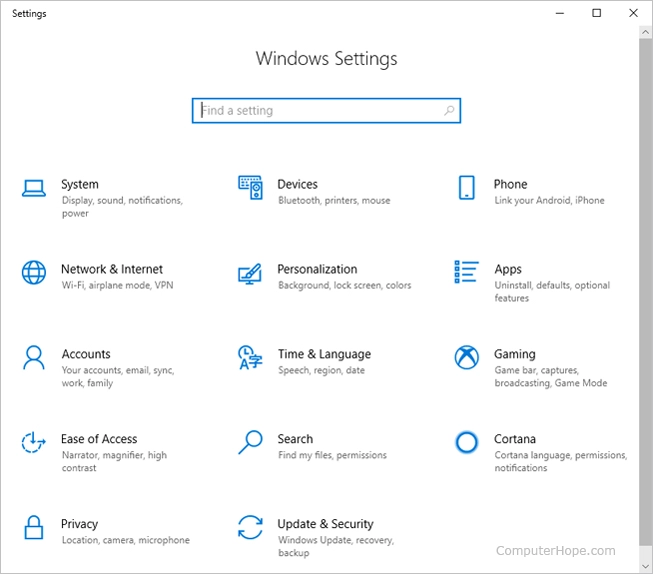 Settings
Windows Settings
Find a setting
System
Display, sound, notifications,
power
Devices
Bluetooth, printers, mouse
Phone
Link your Android, iPhone
Network & Internet
Wi-Fi, airplane mode, VPN
Personalization
Background, lock screen, colors
Apps
Uninstall, defaults, optional
features
Accounts
Your accounts, email, sync,
work, family
Time & Language
Speech, region, date
Gaming
Game bar, captures,
broadcasting, Game Mode
Ease of Access
Narrator, magnifier, high
contrast
Search
Find my files, permissions
Cortana
Cortana language, permissions,
notifications
Privacy
Location, camera, microphone
Update & Security
Windows Update, recovery,
backup
ComputerHope.com